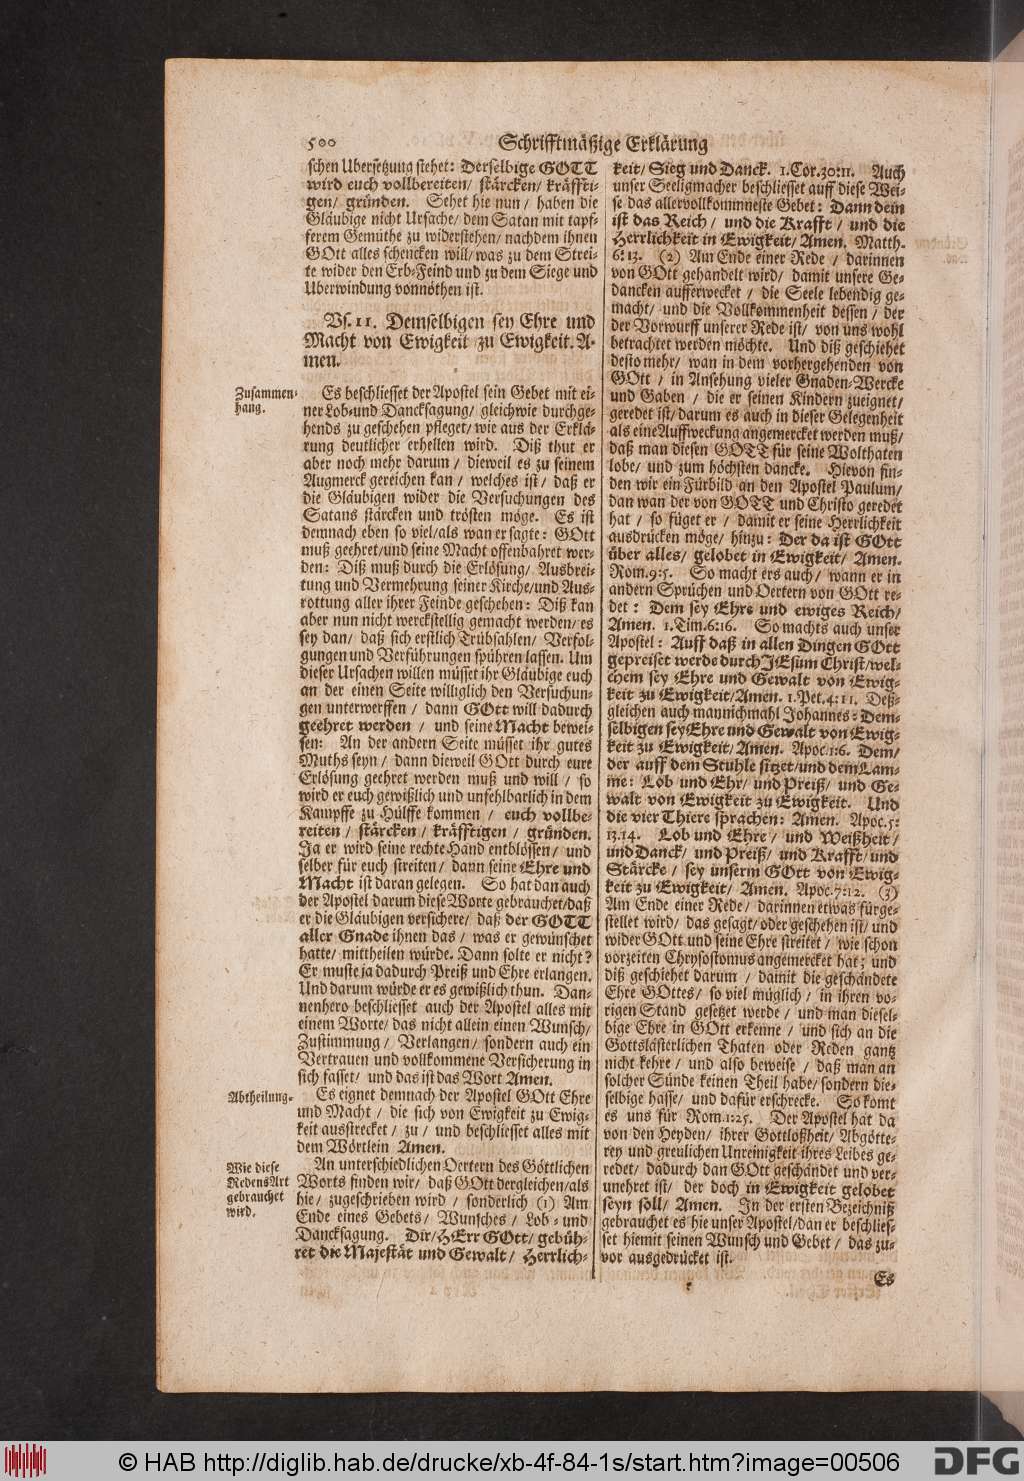 500
Schrifftmäßige Erklärung
schen Ubersetzung stehet: Derselbige GOTT
wird euch vollbereiten/ stärcken/ kräffti-
gen/ gründen. Sehet hie nun/ haben die
Gläubige nicht Ursache/ dem Satan mit tapf-
ferem Gemüthe zu widerstehen/ nachdem ihnen
GOtt alles schencken will/ was zu dem Strei-
te wider den Erb-Feind und zu dem Siege und
Uberwindung vonnöthen ist.
Vs. 11. Demselbigen sey Ehre und
Macht von Ewigkeit zu Ewigkeit. A-
men.
Zusammen-
hang.
Es beschliesset der Apostel sein Gebet mit ei-
ner Lob-und Dancksagung/ gleichwie durchge-
hends zu geschehen pfleget/ wie aus der Erklä-
rung deutlicher erhellen wird. Diß thut er
aber noch mehr darum/ dieweil es zu seinem
Augmerck gereichen kan/ welches ist/ daß er
die Gläubigen wider die Versuchungen des
Satans stärcken und trösten möge. Es ist
demnach eben so viel/ als wan er sagte: GOtt
muß geehret/ und seine Macht offenbahret wer-
den: Diß muß durch die Erlösung/ Ausbrei-
tung und Vermehrung seiner Kirche/ und Aus-
rottung aller ihrer Feinde geschehen: Diß kan
aber nun nicht werckstellig gemacht werden/ es
sey dan/ daß sich erstlich Trübsahlen/ Verfol-
gungen und Verführungen spühren lassen. Um
dieser Ursachen willen müsset ihr Gläubige euch
an der einen Seite williglich den Versuchun-
gen unterwerffen/ dann GOtt will dadurch
geehret werden/ und seine Macht bewei-
sen: An der andern Seite müsset ihr gutes
Muths seyn/ dann dieweil GOtt durch eure
Erlösung geehret werden muß und will/ so
wird er euch gewißlich und unfehlbarlich in dem
Kampffe zu Hülffe kommen/ euch vollbe-
reiten/ stärcken/ kräfftigen/ gründen.
Ja er wird seine rechte Hand entblössen/ und
selber für euch streiten/ dann seine Ehre und
Macht ist daran gelegen. So hat dan auch
der Apostel darum diese Worte gebrauchet/ daß
er die Gläubigen versichere/ daß der GOTT
aller Gnade ihnen das/ was er gewünschet
hatte/ mittheilen würde. Dann solte er nicht?
Er muste ja dadurch Preiß und Ehre erlangen.
Und darum würde er es gewißlich thun. Dan-
nenhero beschliesset auch der Apostel alles mit
einem Worte/ das nicht allein einen Wunsch/
Zustimmung/ Verlangen/ sondern auch ein
Vertrauen und vollkommene Versicherung in
sich fasset/ und das ist das Wort Amen.
Abtheilung.
Es eignet demnach der Apostel GOtt Ehre
und Macht/ die sich von Ewigkeit zu Ewig-
keit ausstrecket/ zu/ und beschliesset alles mit
dem Wörtlein Amen.
Wie diese
Redens Art
gebrauchet
wird.
An unterschiedlichen Oertern des Göttlichen
Worts finden wir/ daß GOtt dergleichen/ als
hie/ zugeschrieben wird/ sonderlich (1) Am
Ende eines Gebets/ Wunsches/ Lob-und
Dancksagung. Dir/ HErr GOtt/ gebüh-
ret die Majestät und Gewalt/ Herrlich-
keit/ Sieg und Danck. 1. Cor. 30:11. Auch
unser Seeligmacher beschliesset auff diese Wei-
se das allervollkommneste Gebet: Dann dein
ist das Reich/ und die Krafft/ und die
Herrlichkeit in Ewigkeit/ Amen. Matth.
6:13. (2) Am Ende einer Rede/ darinnen
von GOtt gehandelt wird/ damit unsere Ge-
dancken aufferwecket/ die Seele lebendig ge-
macht/ und die Vollkommenheit dessen/ der
der Vorwurff unserer Rede ist/ von uns wohl
betrachtet werden möchte. Und diß geschiehet
desto mehr/ wan in dem vorhergehenden von
GOtt/ in Ansehung vieler Gnaden-Wercke
und Gaben/ die er seinen Kindern zueignet/
geredet ist/ darum es auch in dieser Gelegenheit
als eine Auffweckung angemercket werden muß/
daß man diesen GOTT für seine Wolthaten
lobe/ und zum höchsten dancke. Hievon fin-
den wir ein Fürbild an den Apostel Paulum/
dan wan der von GOTT und Christo geredet
hat/ so füget er/ damit er seine Herrlichkeit
ausdrücken möge/ hinzu: Der da ist GOtt
über alles/ gelobet in Ewigkeit/ Amen.
Rom. 9:5. So macht ers auch/ wann er in
andern Sprüchen und Oertern von GOtt re-
det: Dem sey Ehre und ewiges Reich/
Amen. 1. Tim. 6:16. So machts auch unser
Apostel: Auff daß in allen Dingen GOtt
gepreiset werde durch JEsum Christ/ wel-
chem sey Ehre und Gewalt von Ewig-
keit zu Ewigkeit/ Amen. 1. Pet. 4:11. Deß-
gleichen auch mannichmahl Johannes: Dem-
selbigen sey Ehre und Gewalt von Ewig-
keit zu Ewigkeit/ Amen. Apoc. 1:6. Dem/
der auff dem Stuhle sitzet/ und dem Lam-
me: Lob und Ehr/ und Preiß/ und Ge-
walt von Ewigkeit zu Ewigkeit. Und
die vier Thiere sprachen: Amen. Apoc. 5:
13. 14. Lob und Ehre/ und Weißheit/
und Danck/ und Preiß/ und Krafft/ und
Stärcke/ sey unserm GOtt von Ewig-
keit zu Ewigkeit/ Amen. Apoc. 7:12. (3)
Am Ende einer Rede/ darinnen etwas fürge-
stellet wird/ das gesagt/ oder geschehen ist/ und
wider GOtt und seine Ehre streitet/ wie schon
vorzeiten Chrysostomus angemercket hat; und
diß geschiehet darum/ damit die geschändete
Ehre GOttes/ so viel müglich/ in ihren vo-
rigen Stand gesetzet werde/ und man diesel-
bige Ehre in GOtt erkenne/ und sich an die
Gottslästerlichen Thaten oder Reden gantz
nicht kehre/ und also beweise/ daß man an
solcher Sünde keinen Theil habe/ sondern die-
selbige hasse/ und dafür erschrecke. So komt
es uns für Rom. 1:25. Der Apostel hat da
von den Heyden/ ihrer Gottloßheit/ Abgötte-
rey und greulichen Unreinigkeit ihres Leibes ge-
redet/ dadurch dan GOtt geschändet und ver-
unehret ist/ der doch in Ewigkeit gelobet
seyn soll/ Amen. In der ersten Bezeichniß
gebrauchet es hie unser Apostel/ dan er beschlies-
set hiemit seinen Wunsch und Gebet/ das zu-
vor ausgedrücket ist.
Es
© HAB http://diglib.hab.de/drucke/xb-4f-84-1s/start.htm?image=00506
DFG